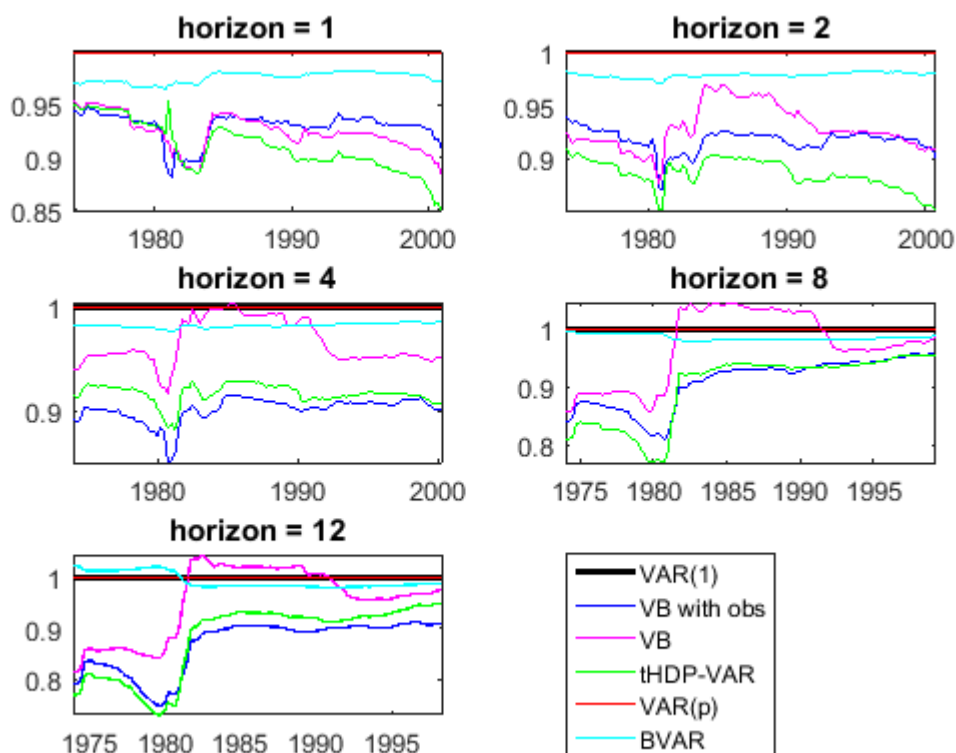 horizon = 1
0.95
0.9
0.85
1980 1990 2000
horizon = 2
1
0.95
0.9
1980 1990 2000
horizon = 4
1
0.9
1980 1990 2000
horizon = 8
1
0.9
0.8
1975 1980 1985 1990 1995
horizon = 12
1
0.9
0.8
1975 1980 1985 1990 1995
VAR(1)
VB with obs
VB
tHDP-VAR
VAR(p)
BVAR